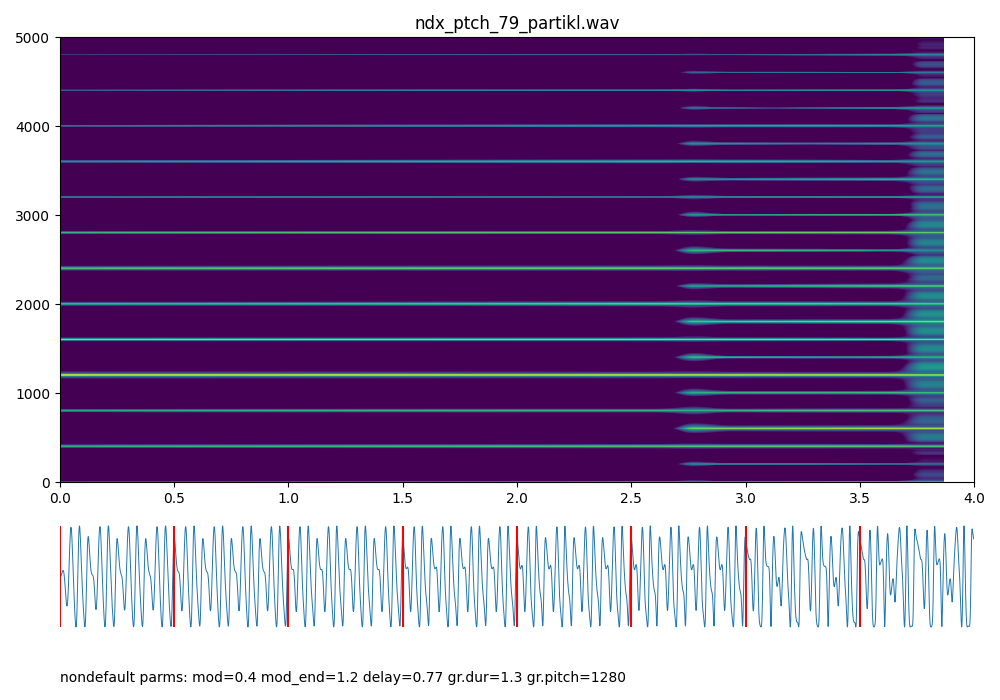 ndx_ptch_79_partikl.wav
5000
4000
3000
2000
1000
0
0.0 0.5 1.0 1.5 2.0 2.5 3.0 3.5 4.0
nondefault parms: mod=0.4 mod_end=1.2 delay=0.77 gr.dur=1.3 gr.pitch=1280